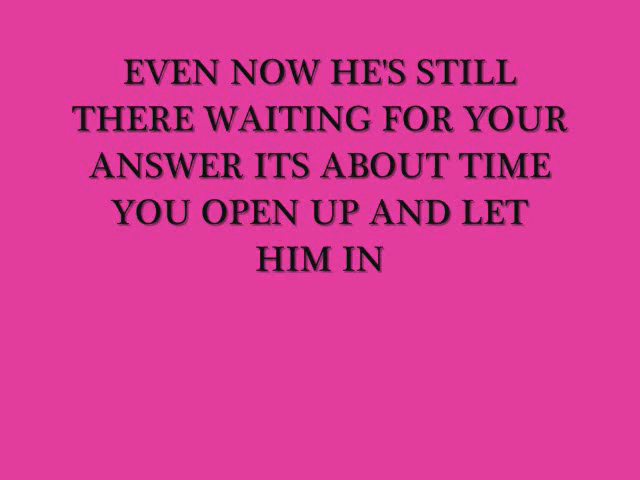 EVEN NOW HE'S STILL
THERE WAITING FOR YOUR
ANSWER ITS ABOUT TIME
YOU OPEN UP AND LET
HIM IN